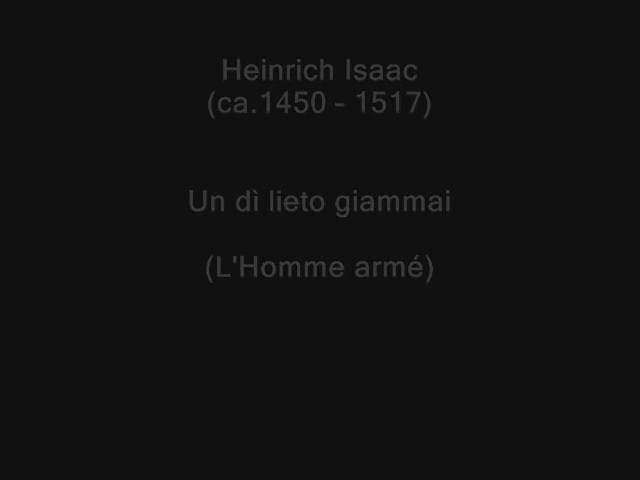 Heinrich Isaac
(ca.1450 - 1517)
Un dì lieto giammai
(L'Homme armé)